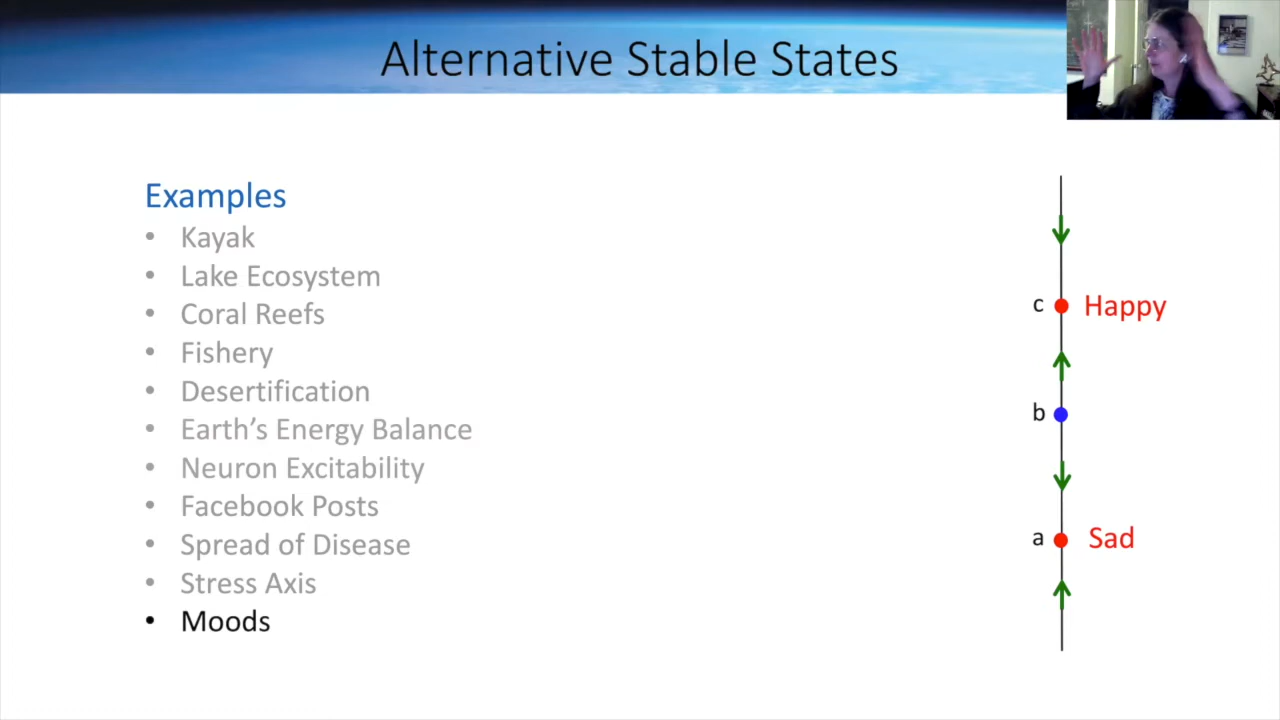 Alternative Stable States
Examples
• Kayak
• Lake Ecosystem
• Coral Reefs
• Fishery
• Desertification
• Earth’s Energy Balance
• Neuron Excitability
• Facebook Posts
• Spread of Disease
• Stress Axis
• Moods
c Happy
b
a Sad